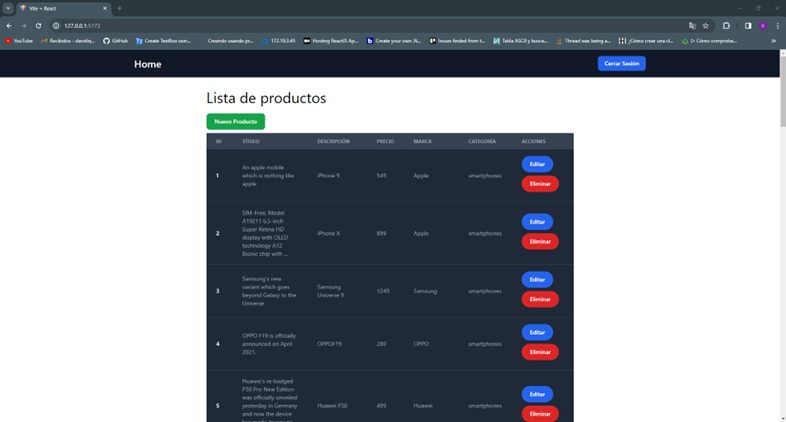 Vite + React
127.0.0.1:5173
YouTube
Recibidos - davidsq...
GitHub
Create TextBox usin...
Creando usando ye...
172.19.3.45
Hosting ReactJS Ap...
Create your own JW...
Issues finded from t...
Tabla ASCII y busca...
Thread was being a...
¿Cómo crear una cl...
▷ Cómo comproba...
Home
Cerrar Sesión
Lista de productos
Nuevo Producto
ID TÍTULO DESCRIPCIÓN PRECIO MARCA CATEGORÍA ACCIONES
1
An apple mobile
which is nothing like
apple
iPhone 9
549
Apple
smartphones
Editar
Eliminar
2
SIM-Free, Model
A19211 6.5-inch
Super Retina HD
display with OLED
technology A12
Bionic chip with ...
iPhone X
899
Apple
smartphones
Editar
Eliminar
3
Samsung's new
variant which goes
beyond Galaxy to the
Universe
Samsung
Universe 9
1249
Samsung
smartphones
Editar
Eliminar
4
OPPO F19 is officially
announced on April
2021.
OPPOF19
280
OPPO
smartphones
Editar
Eliminar
5
Huawei's re-badged
P30 Pro New Edition
was officially unveiled
yesterday in Germany
and now the device
Huawei P30
499
Huawei
smartphones
Editar
Eliminar